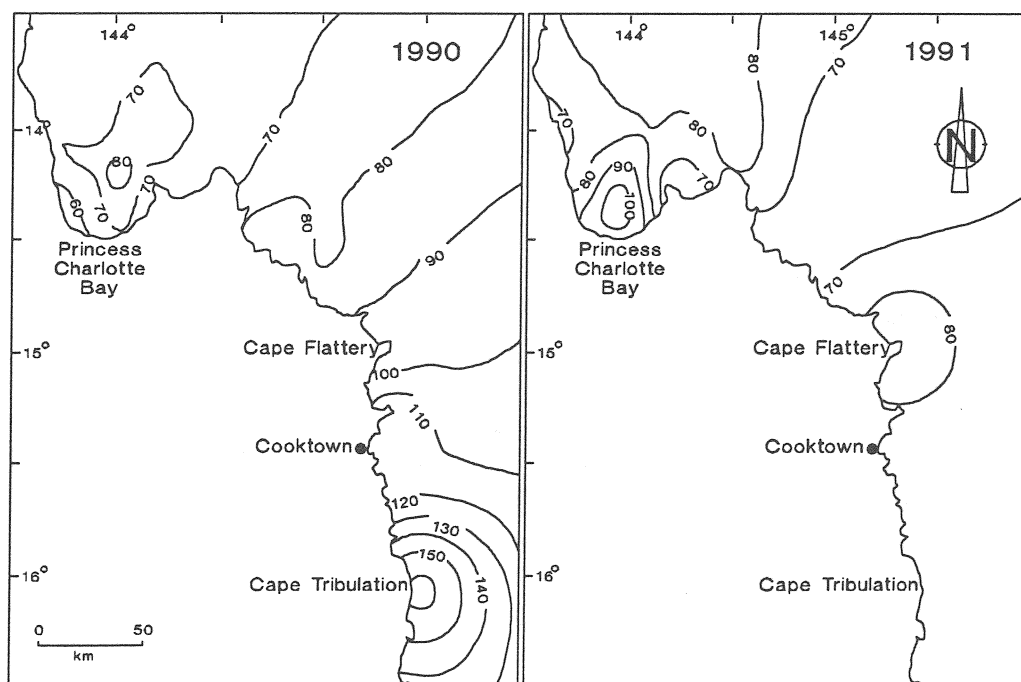 144°
1990
70
70
14°
80
80
70
60
70
80
Princess
Charlotte
Bay
90
Cape Flattery
15°
100
110
Cooktown
120
130
150
16°
Cape Tribulation
140
0 50
km
144°
145°
80
70
1991
70
80
N
80
90
70
100
Princess
Charlotte
Bay
70
80
Cape Flattery
15°
Cooktown
16°
Cape Tribulation